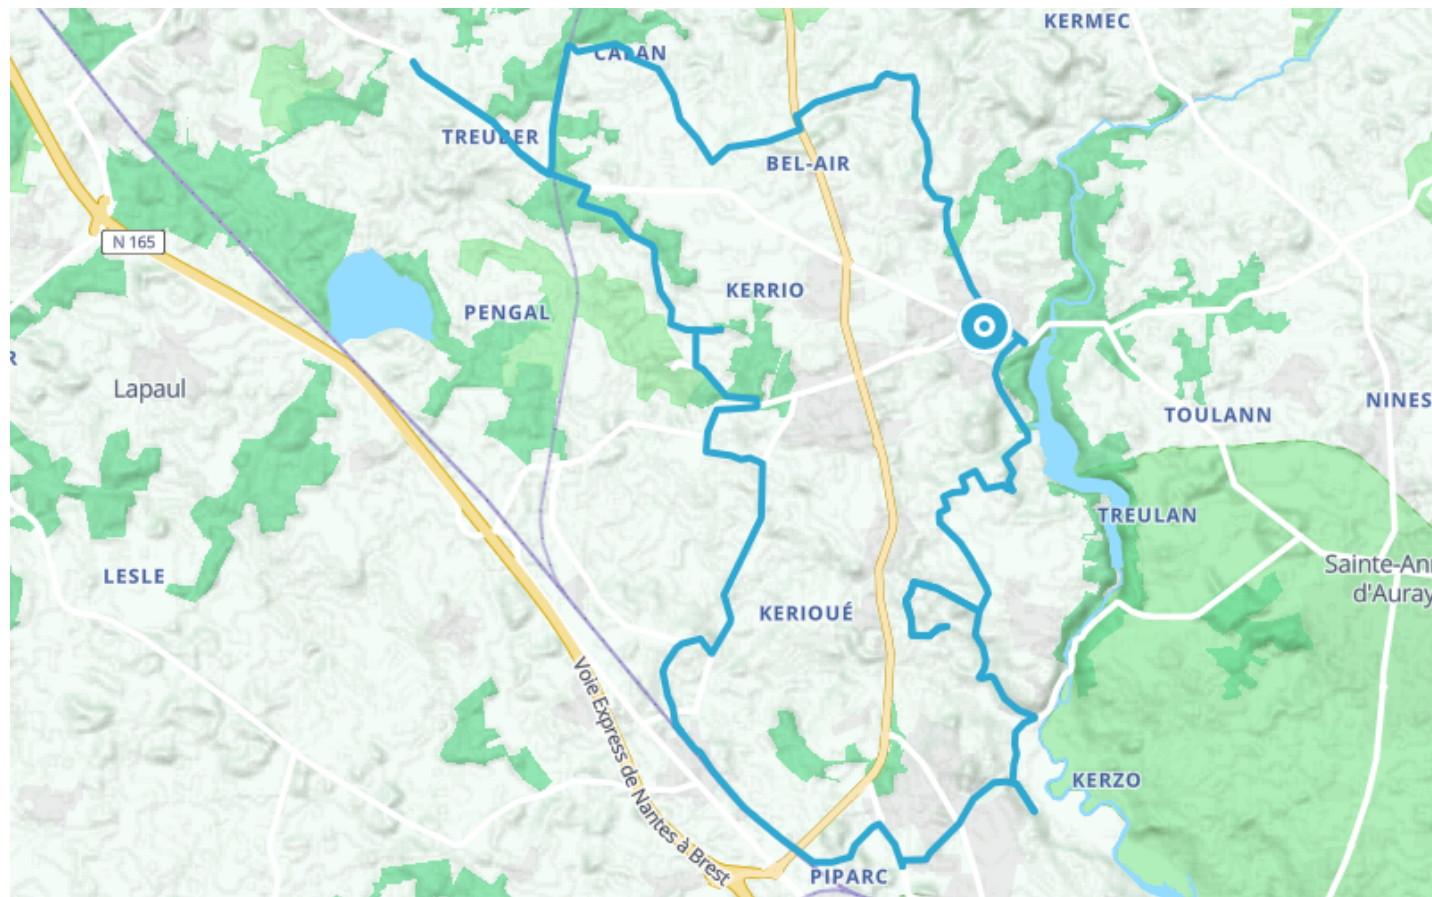 KERMEC
CALAN
TREUBER
BEL-AIR
N 165
KERRIO
PENGAL
R
Lapaul
NINES
TOULANN
TREULAN
Sainte-Ann
d'Auray
LESLE
KERIOUÉ
Voie Express de Nantes à Brest
KERZO
PIPARC